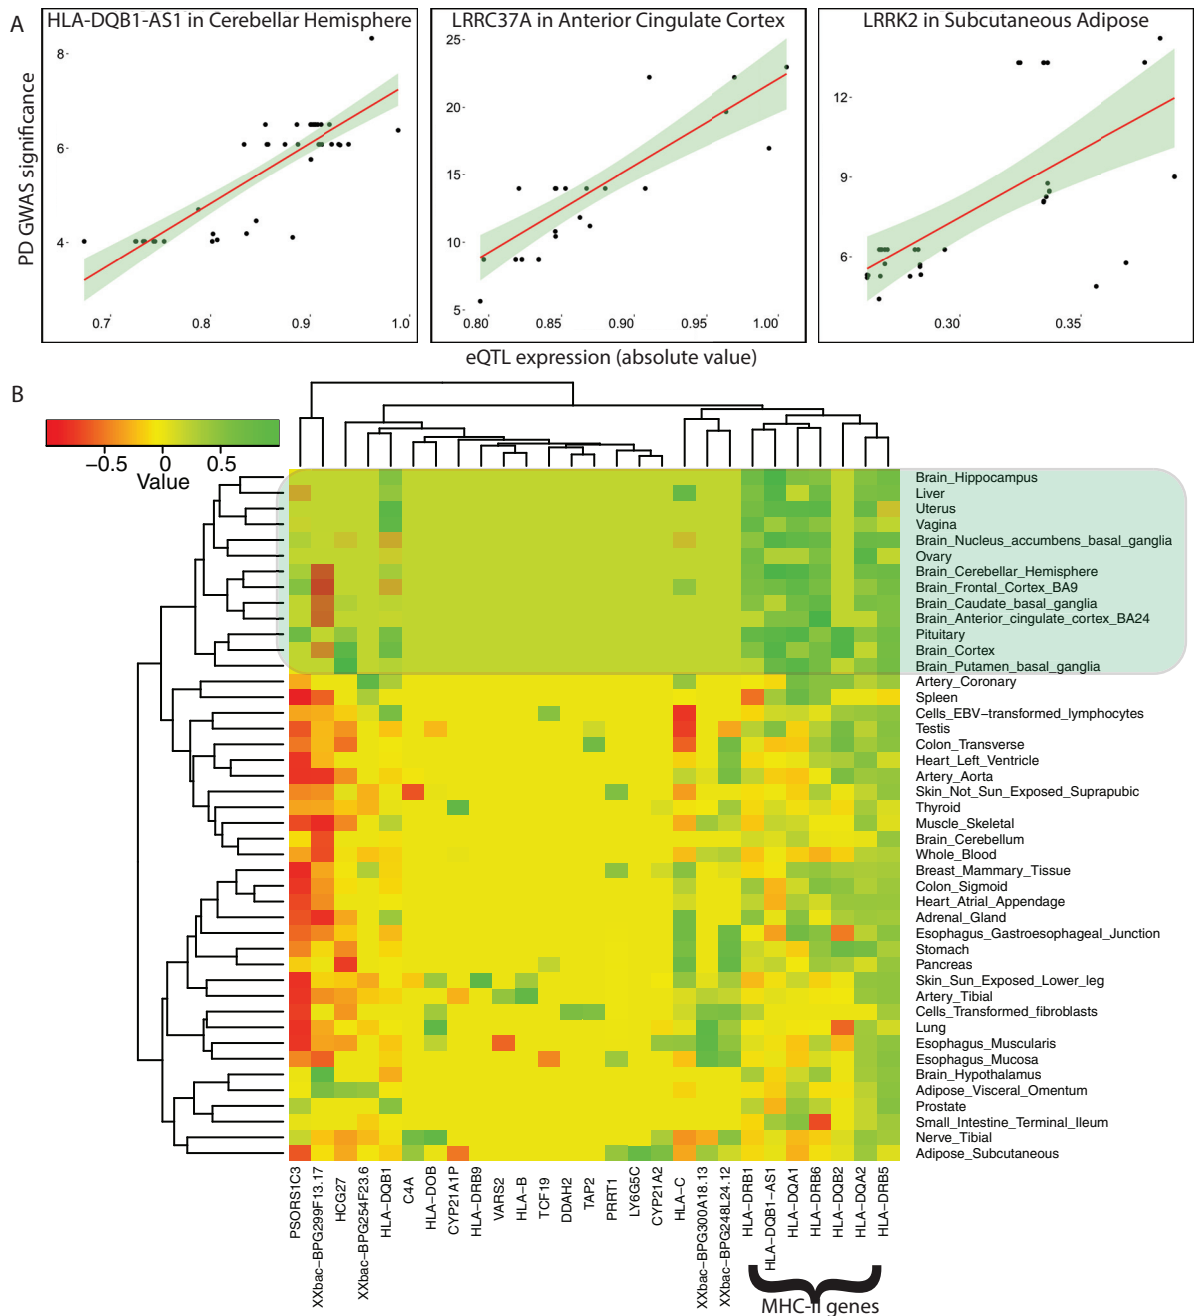 A
HLA-DQB1-AS1 in Cerebellar Hemisphere
LRRC37A in Anterior Cingulate Cortex
LRRK2 in Subcutaneous Adipose
PD GWAS significance
8
6
4
0.7 0.8 0.9 1.0
25
20
15
10
5
0.80 0.85 0.90 0.95 1.00
12
9
6
0.30 0.35
eQTL expression (absolute value)
B
−0.5 0 0.5
Value
Brain_Hippocampus
Liver
Uterus
Vagina
Brain_Nucleus_accumbens_basal_ganglia
Ovary
Brain_Cerebellar_Hemisphere
Brain_Frontal_Cortex_BA9
Brain_Caudate_basal_ganglia
Brain_Anterior_cingulate_cortex_BA24
Pituitary
Brain_Cortex
Brain_Putamen_basal_ganglia
Artery_Coronary
Spleen
Cells_EBV−transformed_lymphocytes
Testis
Colon_Transverse
Heart_Left_Ventricle
Artery_Aorta
Skin_Not_Sun_Exposed_Suprapubic
Thyroid
Muscle_Skeletal
Brain_Cerebellum
Whole_Blood
Breast_Mammary_Tissue
Colon_Sigmoid
Heart_Atrial_Appendage
Adrenal_Gland
Esophagus_Gastroesophageal_Junction
Stomach
Pancreas
Skin_Sun_Exposed_Lower_leg
Artery_Tibial
Cells_Transformed_fibroblasts
Lung
Esophagus_Muscularis
Esophagus_Mucosa
Brain_Hypothalamus
Adipose_Visceral_Omentum
Prostate
Small_Intestine_Terminal_Ileum
Nerve_Tibial
Adipose_Subcutaneous
PSORS1C3
XXbac−BPG299F13.17
HCG27
XXbac−BPG254F23.6
HLA−DQB1
C4A
HLA−DOB
CYP21A1P
HLA−DRB9
VARS2
HLA−B
TCF19
DDAH2
TAP2
PRRT1
LY6G5C
CYP21A2
HLA−C
XXbac−BPG300A18.13
XXbac−BPG248L24.12
HLA−DRB1
HLA−DQB1−AS1
HLA−DQA1
HLA−DRB6
HLA−DQB2
HLA−DQA2
HLA−DRB5
MHC-II genes